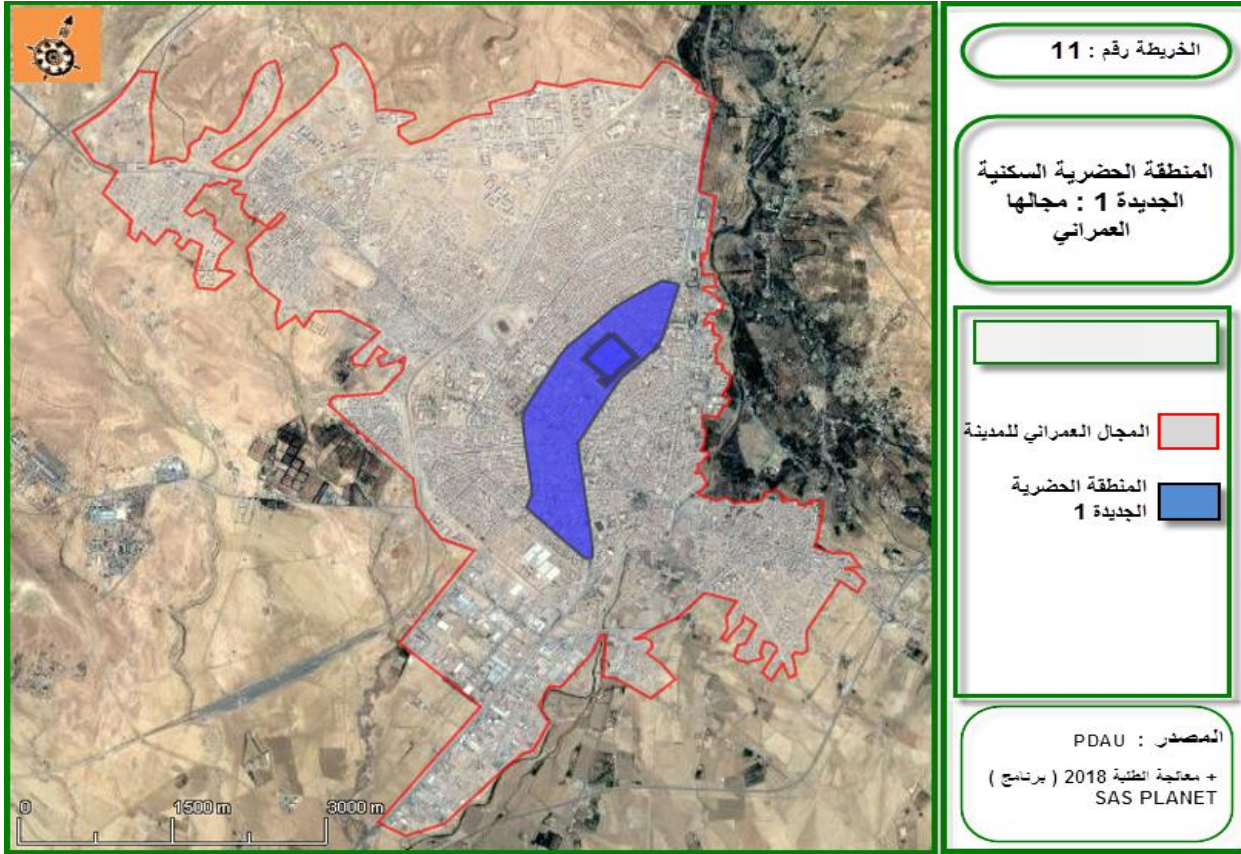 الخريطة رقم : 11
المنطقة الحضرية السكنية
الجديدة 1 : مجالها
العمراني
المجال العمراني للمدينة
المنطقة الحضرية
الجديدة 1
المصدر : PDAU
+ معالجة الطلبة 2018 ( برنامج )
SAS PLANET
0 1500 m 3000 m